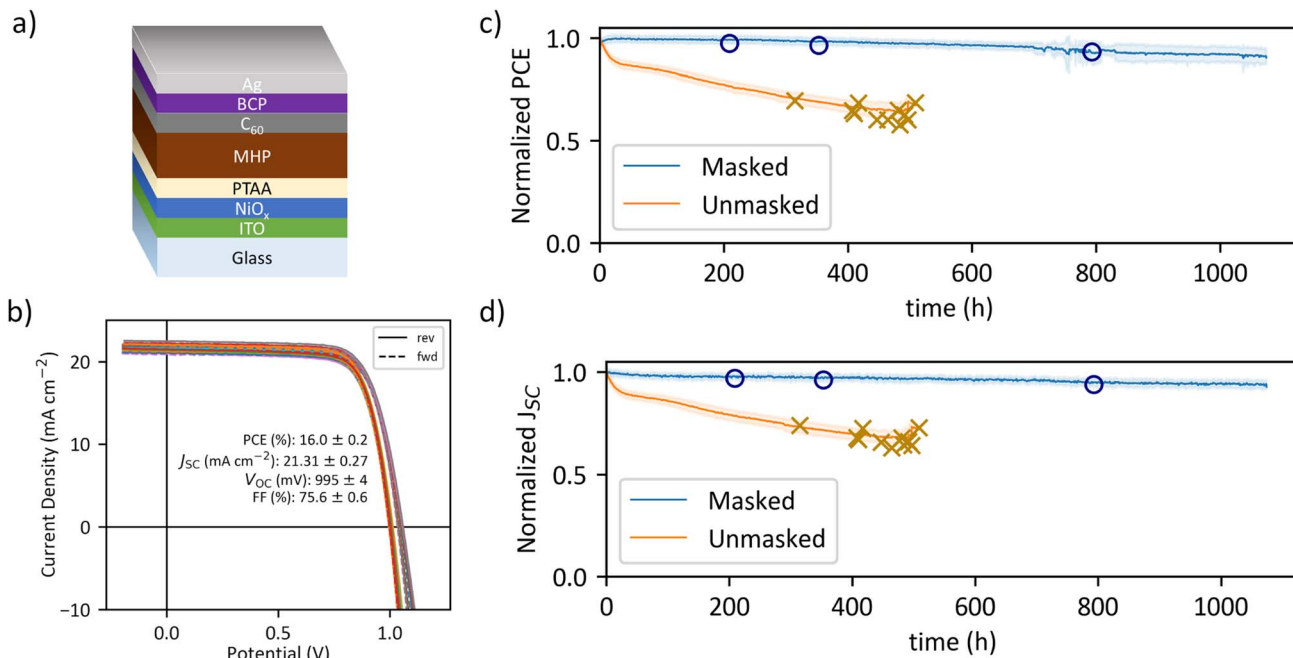 a)
Ag
BCP
C₆₀
MHP
PTAA
NiOₓ
ITO
Glass
b)
Current Density (mA cm⁻²)
20
10
0
−10
rev
fwd
PCE (%): 16.0 ± 0.2
J_SC (mA cm⁻²): 21.31 ± 0.27
V_OC (mV): 995 ± 4
FF (%): 75.6 ± 0.6
0.0 0.5 1.0
Potential (V)
c)
Normalized PCE
1.0
0.5
0.0
Masked
Unmasked
0 200 400 600 800 1000
time (h)
d)
Normalized J_SC
1.0
0.5
0.0
Masked
Unmasked
0 200 400 600 800 1000
time (h)